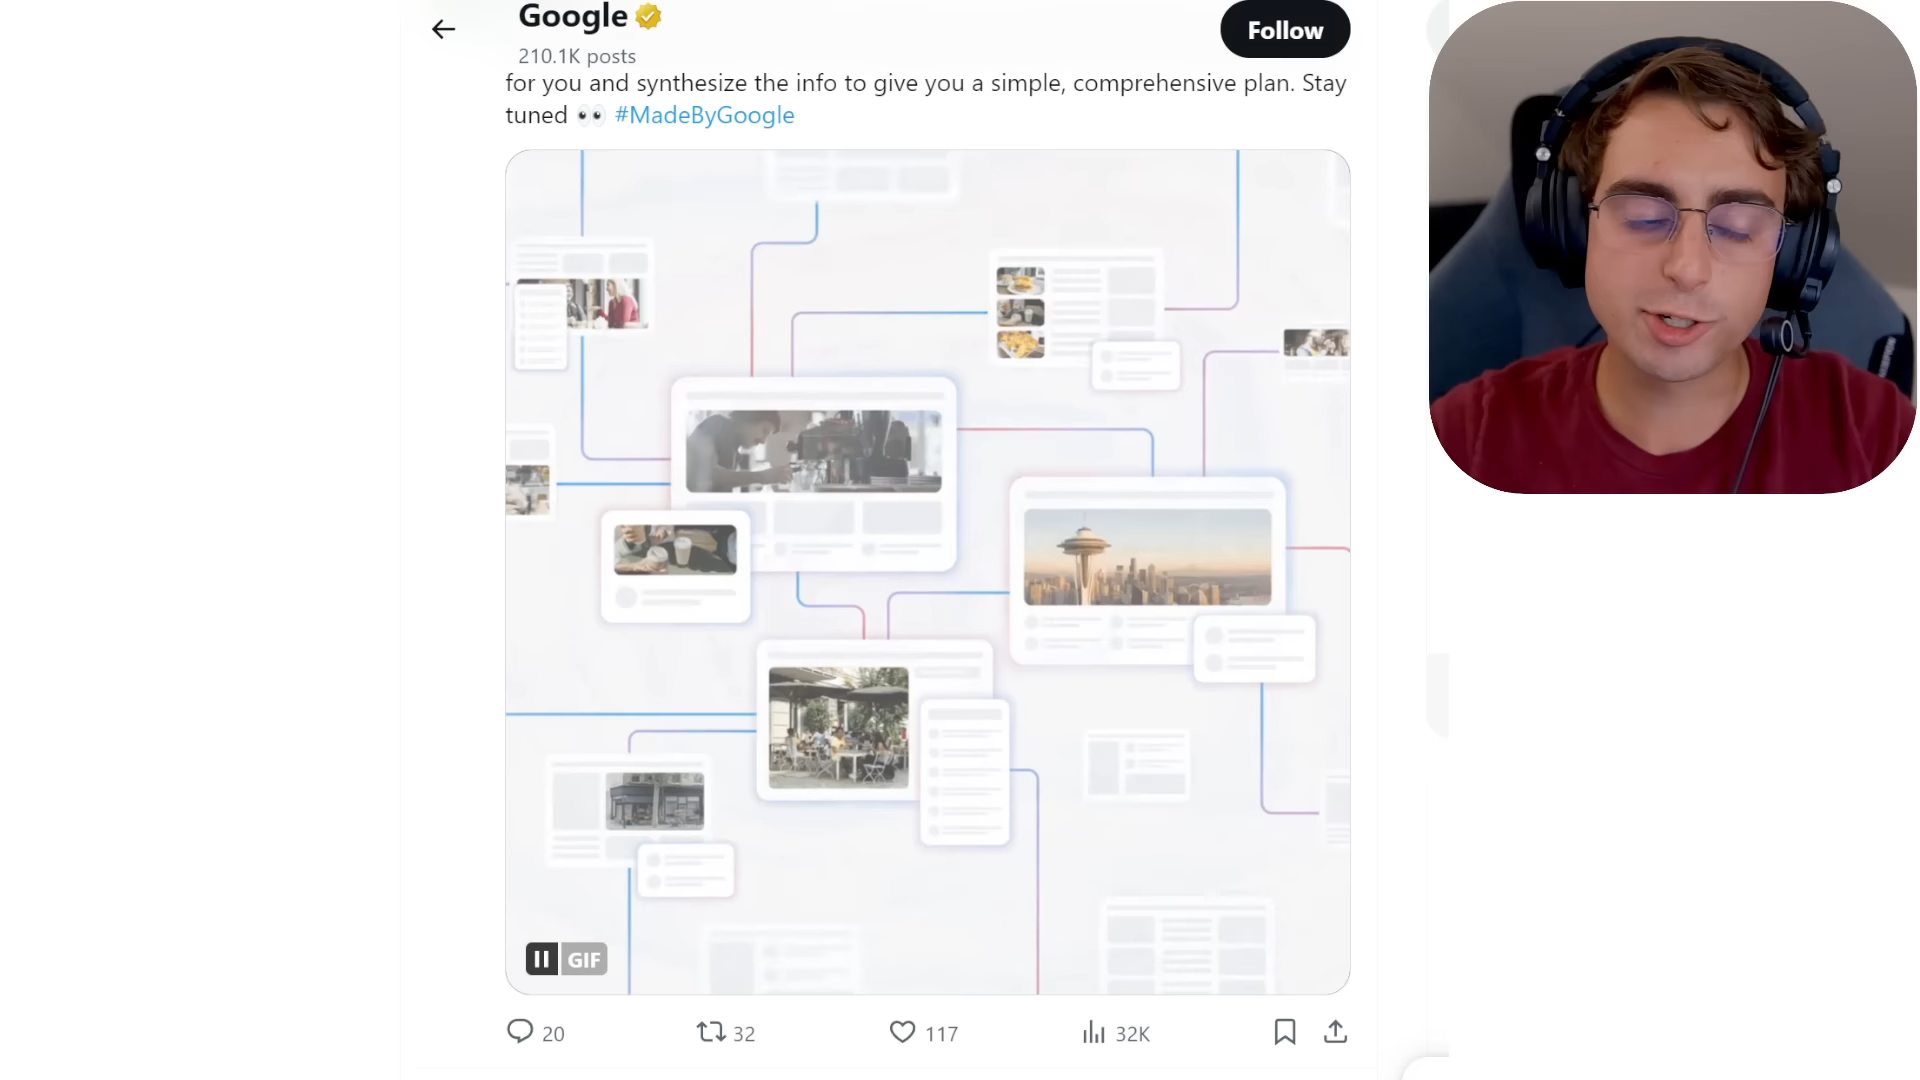 Google
210.1K posts
Follow
for you and synthesize the info to give you a simple, comprehensive plan. Stay
tuned 👀 #MadeByGoogle
GIF
20
32
117
32K